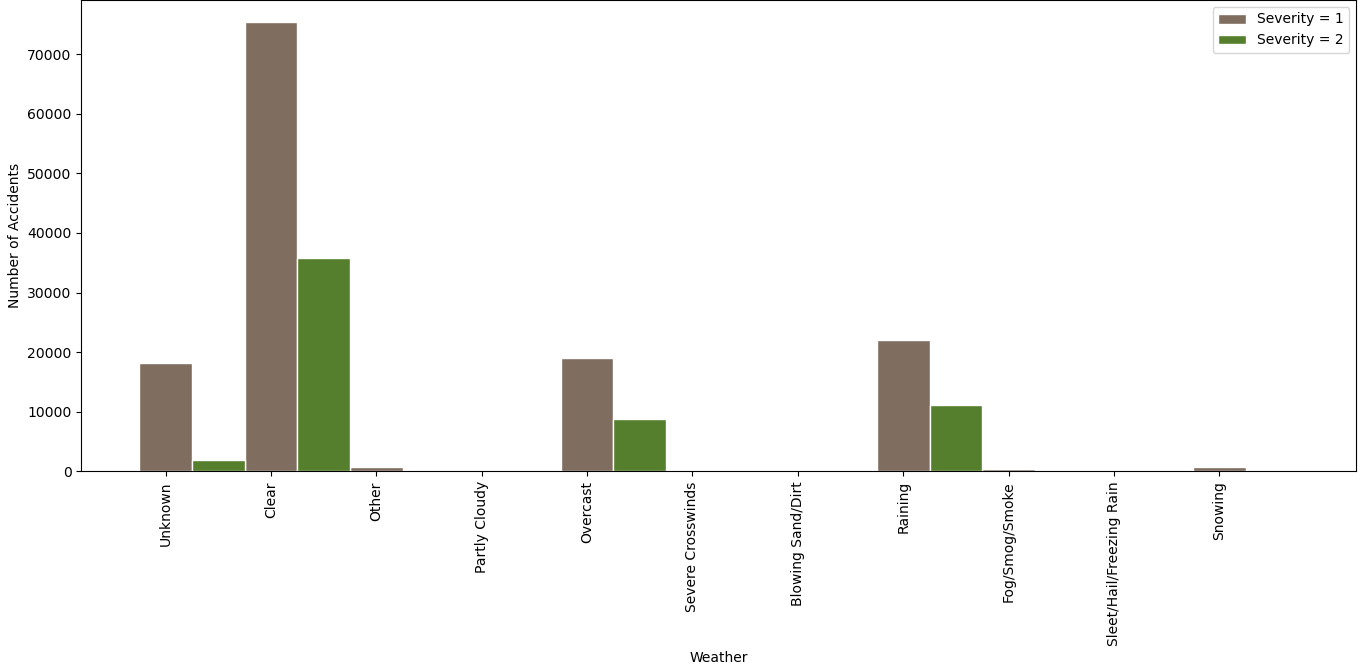 Severity = 1
Severity = 2
Number of Accidents
70000
60000
50000
40000
30000
20000
10000
0
Unknown
Clear
Other
Partly Cloudy
Overcast
Severe Crosswinds
Blowing Sand/Dirt
Raining
Fog/Smog/Smoke
Sleet/Hail/Freezing Rain
Snowing
Weather